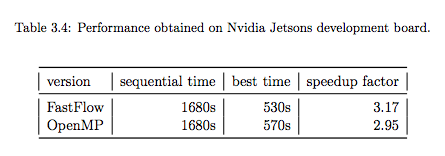 Table 3.4: Performance obtained on Nvidia Jetsons development board.
version sequential time best time speedup factor
FastFlow 1680s 530s 3.17
OpenMP 1680s 570s 2.95